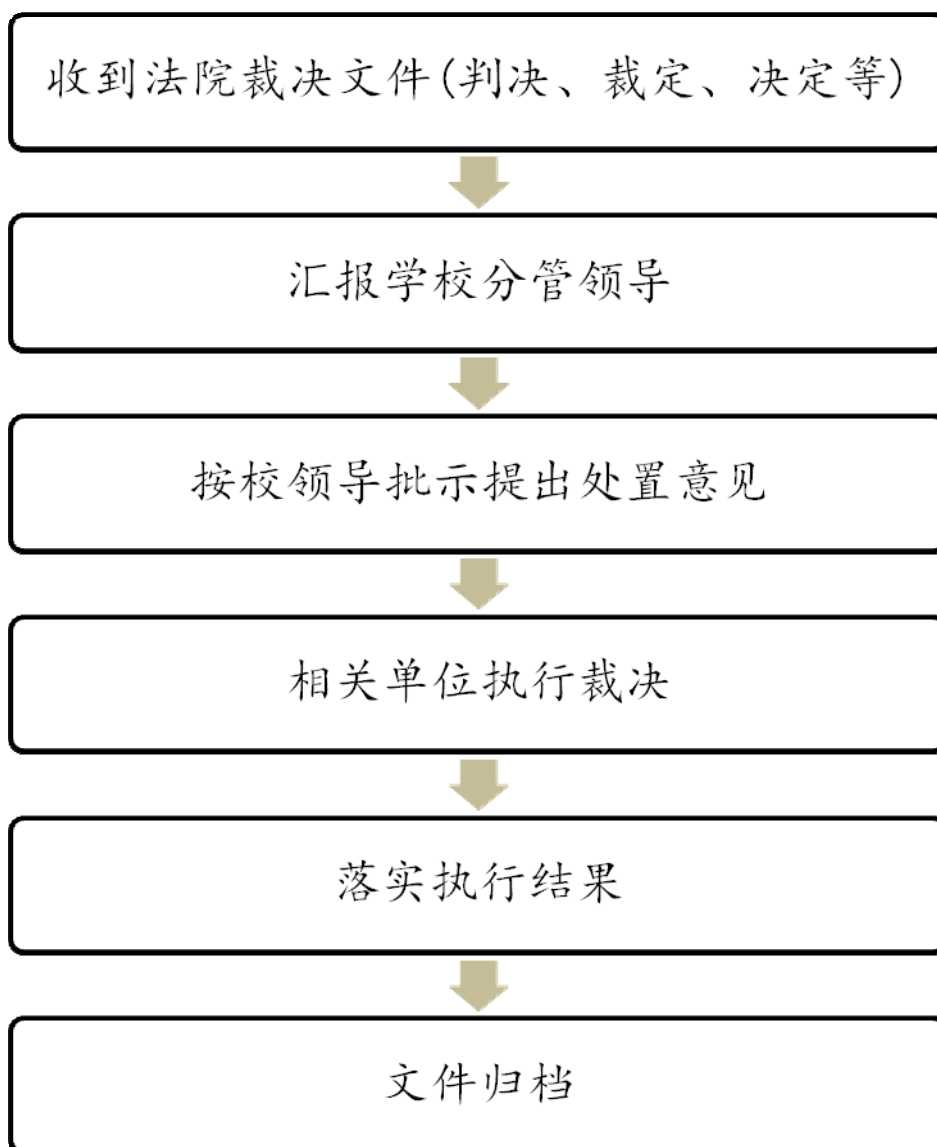 收到法院裁决文件(判决、裁定、决定等)
汇报学校分管领导
按校领导批示提出处置意见
相关单位执行裁决
落实执行结果
文件归档